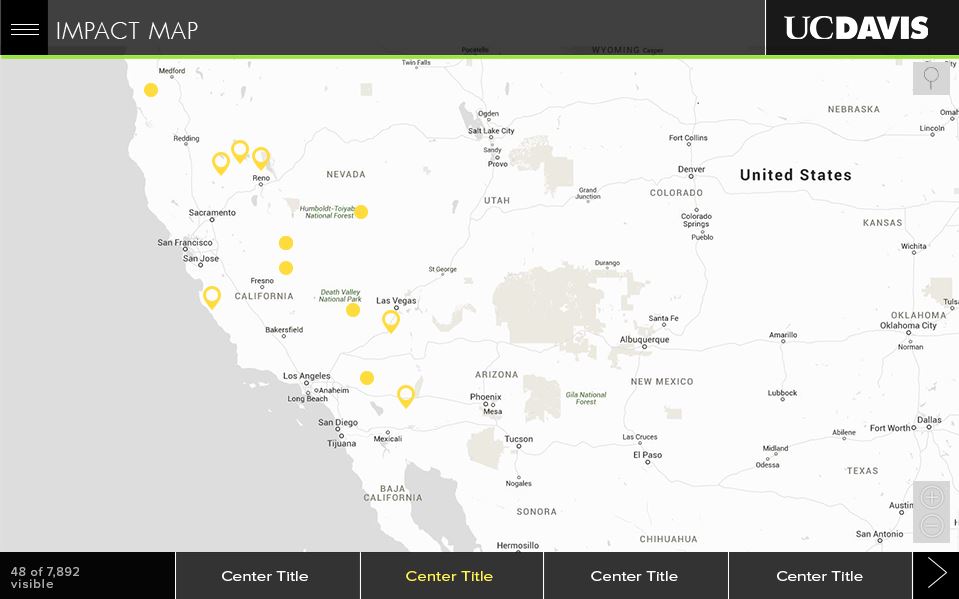 IMPACT MAP
UCDAVIS
Pocatello
WYOMING
Casper
Twin Falls
Medford
NEBRASKA
Ogden
Omah
Lincoln
Salt Lake City
Redding
Fort Collins
Sandy
Provo
Denver
United States
NEVADA
Reno
Grand
Junction
COLORADO
UTAH
Humboldt-Toiyab
National Forest
Sacramento
Colorado
Springs
KANSAS
Pueblo
San Francisco
Wichita
San Jose
Durango
St George
Fresno
CALIFORNIA
Death Valley
National Park
Las Vegas
Tulsa
OKLAHOMA
Santa Fe
Oklahoma City
Bakersfield
Albuquerque
Amarillo
Norman
Los Angeles
ARIZONA
NEW MEXICO
Anaheim
Long Beach
Phoenix
Mesa
Gila National
Forest
Lubbock
San Diego
Dallas
Fort Worth
Abilene
Mexicali
Tijuana
Tucson
Las Cruces
El Paso
Midland
Odessa
TEXAS
Nogales
BAJA
CALIFORNIA
Austin
SONORA
San Antonio
CHIHUAHUA
Hermosillo
48 of 7,892
visible
Center Title
Center Title
Center Title
Center Title